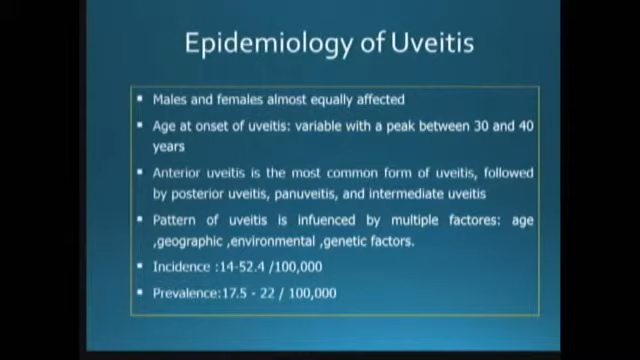 Epidemiology of Uveitis
Males and females almost equally affected
Age at onset of uveitis: variable with a peak between 30 and 40
years
Anterior uveitis is the most common form of uveitis, followed
by posterior uveitis, panuveitis, and intermediate uveitis
Pattern of uveitis is infuenced by multiple factores: age
,geographic ,environmental ,genetic factors.
Incidence :14-52.4 /100,000
Prevalence:17.5 - 22 / 100,000